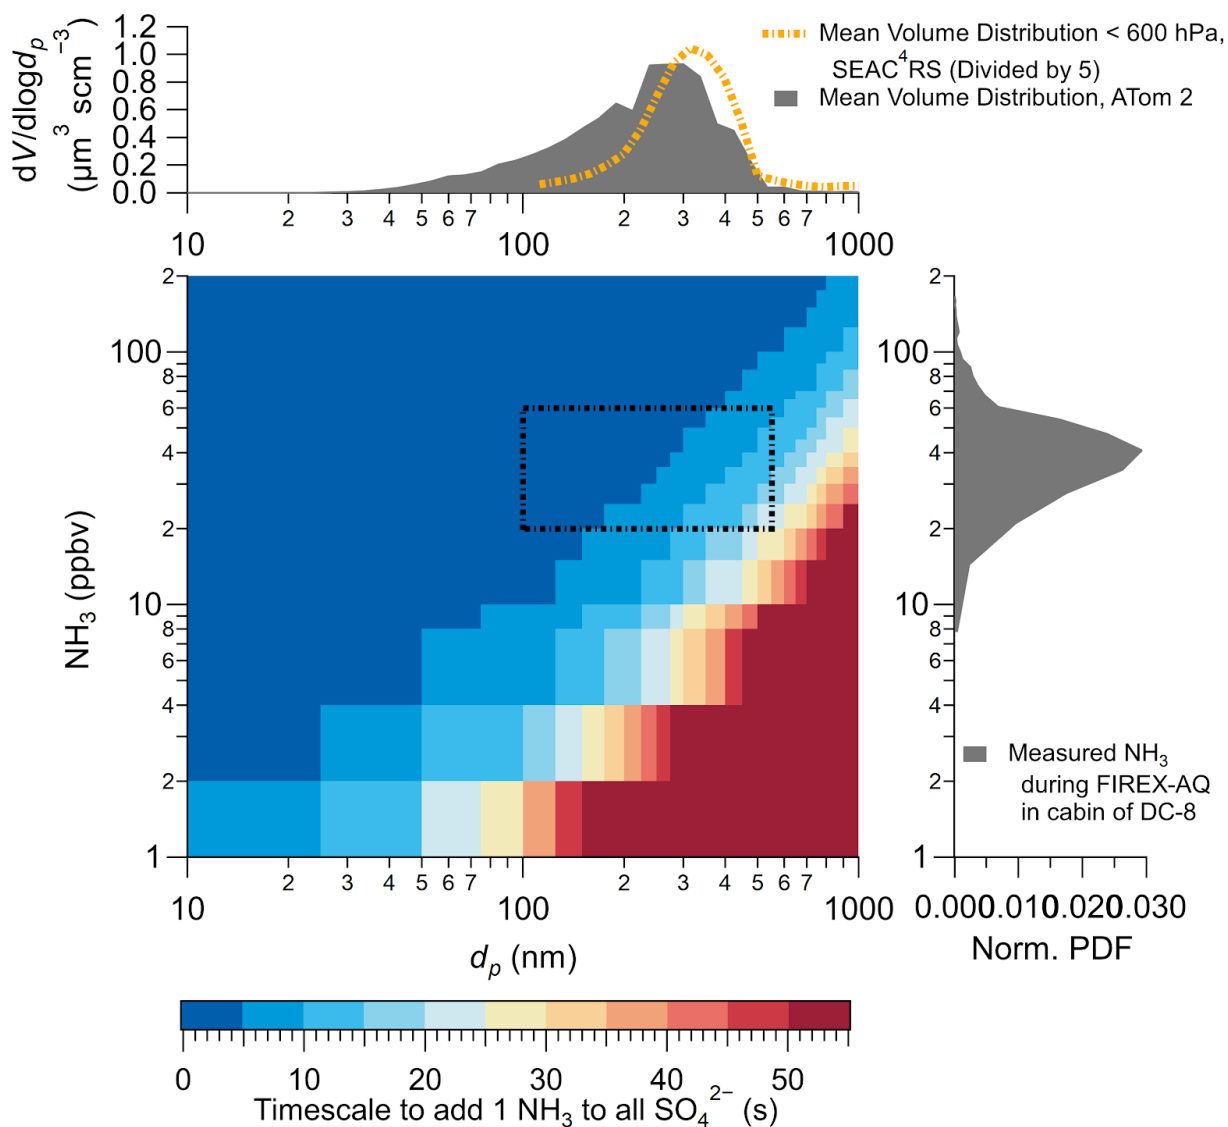 dV/dlogdp
(µm³ scm⁻³)
1.2
1.0
0.8
0.6
0.4
0.2
0.0
Mean Volume Distribution < 600 hPa,
SEAC⁴RS (Divided by 5)
Mean Volume Distribution, ATom 2
2 3 4 5 6 7 2 3 4 5 6 7
10 100 1000
NH₃ (ppbv)
2
100
8
6
4
2
10
8
6
4
2
1
2 3 4 5 6 7 2 3 4 5 6 7
10 100 1000
dp (nm)
2
100
8
6
4
2
10
8
6
4
2
1
Measured NH₃
during FIREX-AQ
in cabin of DC-8
0.000 0.010 0.020 0.030
Norm. PDF
0 10 20 30 40 50
Timescale to add 1 NH₃ to all SO₄²⁻ (s)